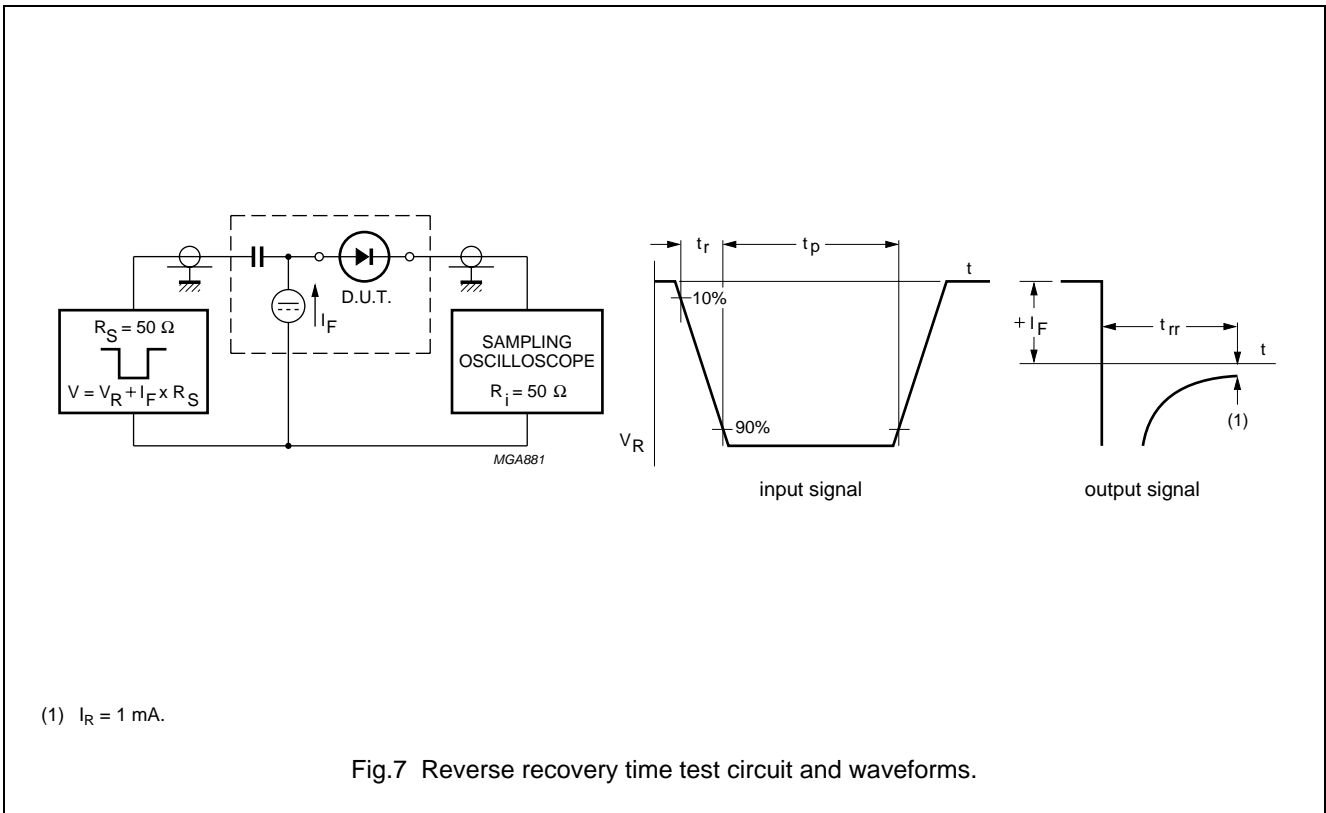 D.U.T.
I_F
R_S = 50 Ω
V = V_R + I_F x R_S
SAMPLING
OSCILLOSCOPE
R_i = 50 Ω
MGA881
t_r
t_p
t
10%
90%
V_R
input signal
+ I_F
t_rr
t
(1)
output signal
(1) I_R = 1 mA.
Fig.7 Reverse recovery time test circuit and waveforms.